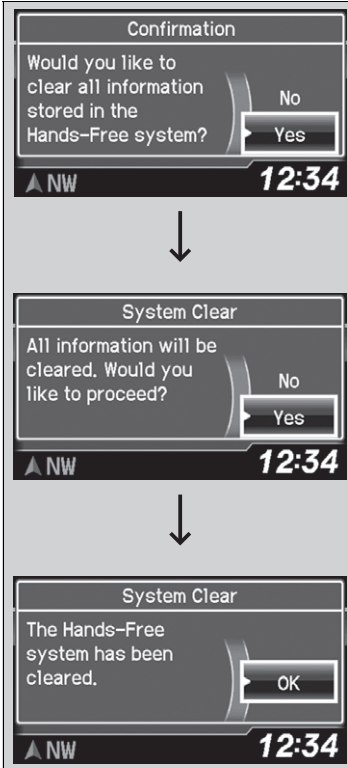 Confirmation
Would you like to
clear all information
stored in the
Hands-Free system?
No
Yes
NW
12:34
System Clear
All information will be
cleared. Would you
like to proceed?
No
Yes
NW
12:34
System Clear
The Hands-Free
system has been
cleared.
OK
NW
12:34